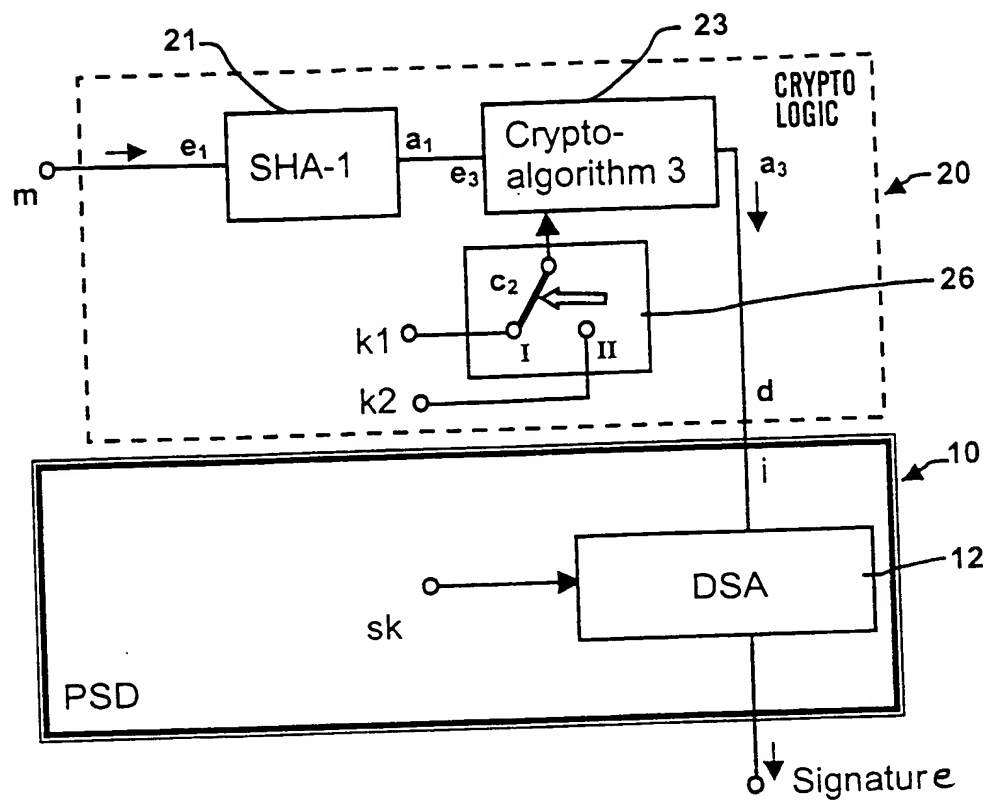 21
23
CRYPTO
LOGIC
e1
SHA-1
a1
e3
Crypto-
algorithm 3
a3
m
20
c2
26
k1
I
II
k2
d
i
10
12
DSA
sk
PSD
Signature